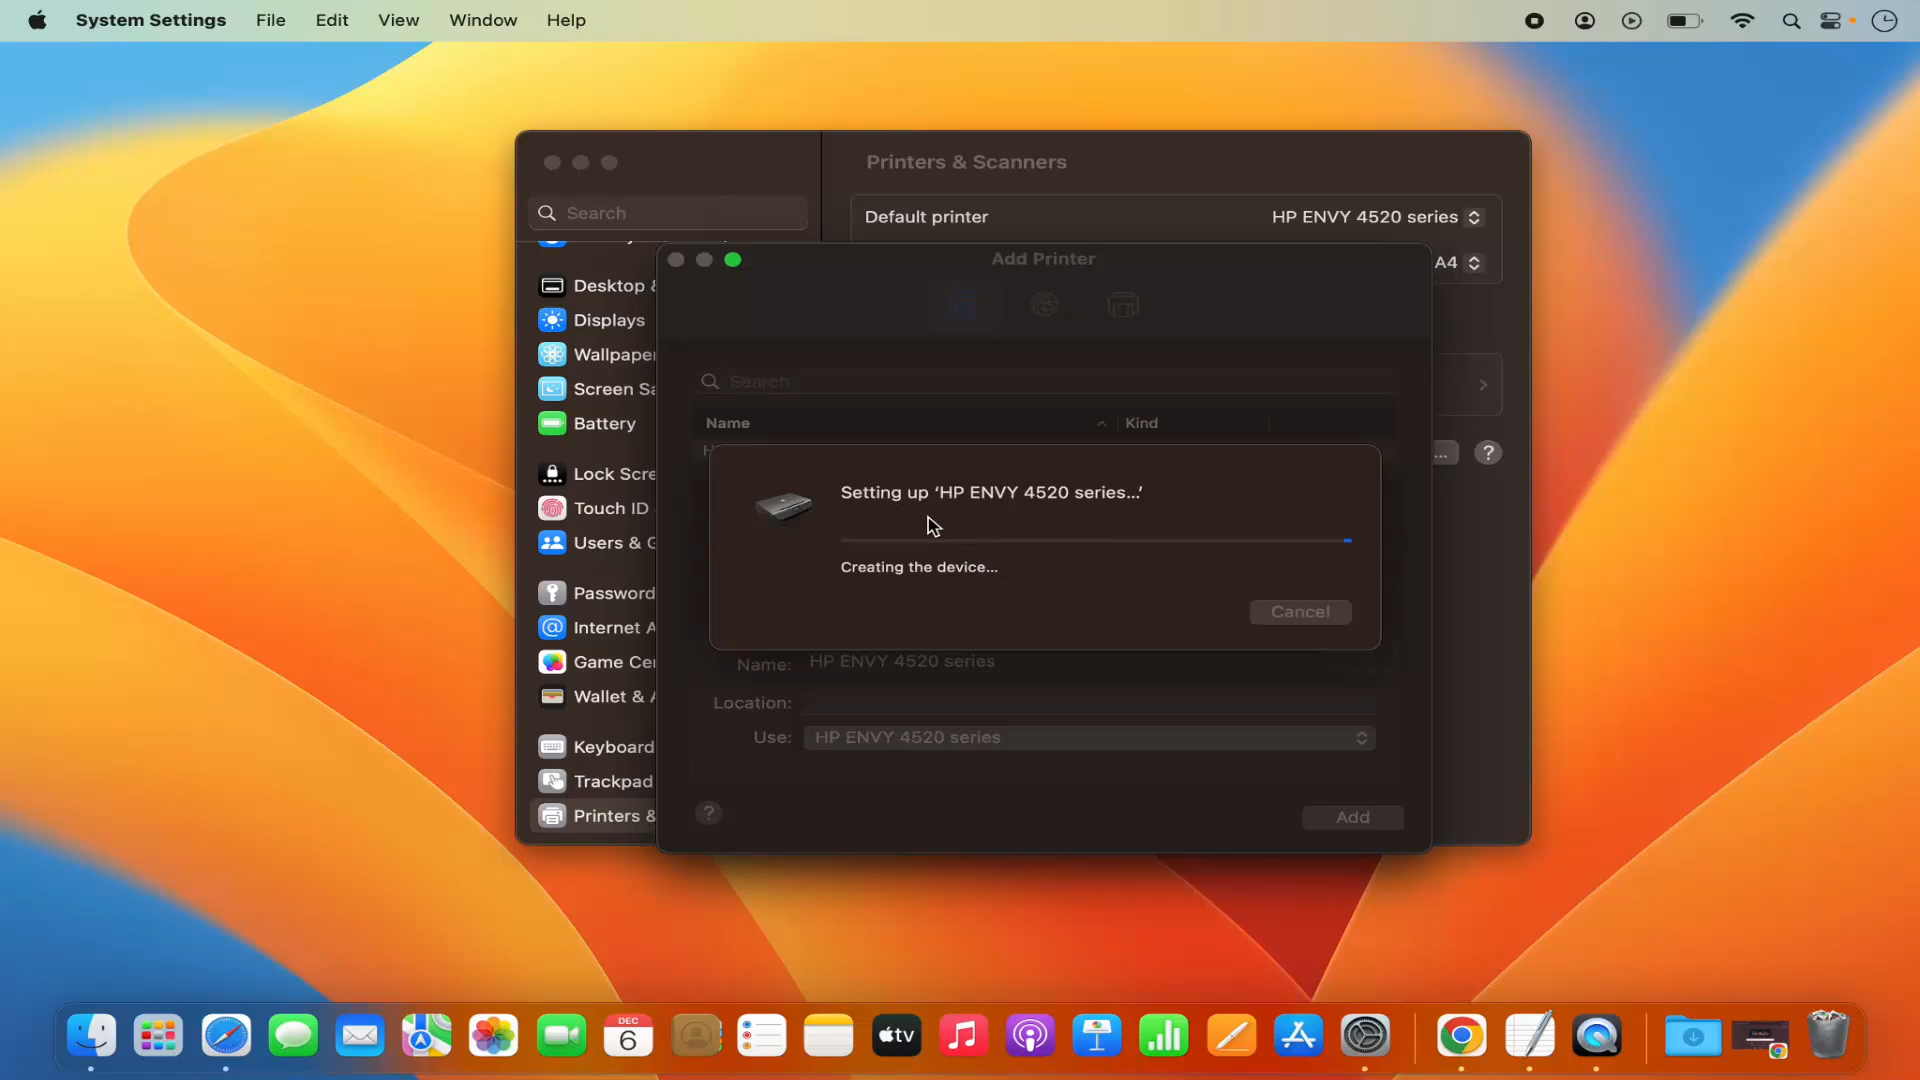 System Settings File Edit View Window Help
Printers & Scanners
Search
Default printer HP ENVY 4520 series
Add Printer
A4
Desktop &
Displays
Wallpape
Search
Screen Sa
Name Kind
Battery
...
?
Lock Scre
Setting up ‘HP ENVY 4520 series...’
Touch ID
Users & G
Creating the device...
Password
Cancel
Internet A
Name: HP ENVY 4520 series
Game Cen
Wallet & A
Location:
Use: HP ENVY 4520 series
Keyboard
Trackpad
Printers &
?
Add
DEC
6
tv